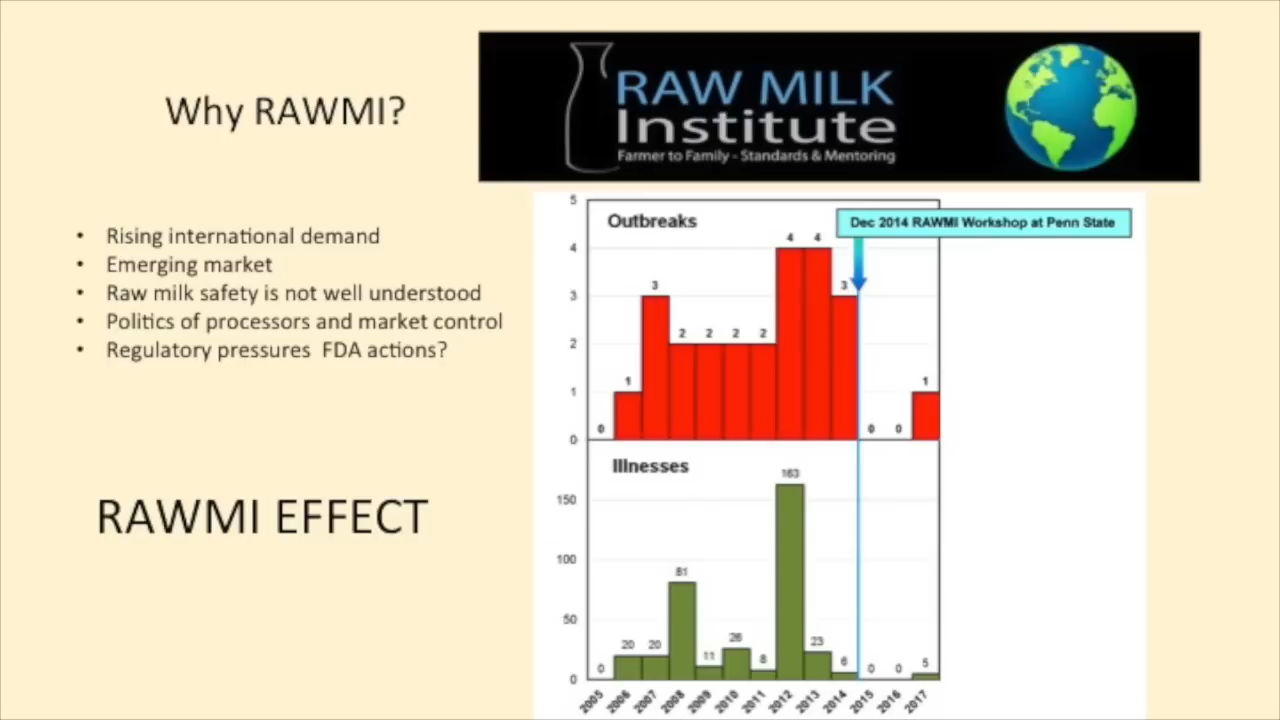 Why RAWMI?
RAW MILK
Institute
Farmer to Family - Standards & Mentoring
• Rising international demand
• Emerging market
• Raw milk safety is not well understood
• Politics of processors and market control
• Regulatory pressures FDA actions?
RAWMI EFFECT
Outbreaks
Dec 2014 RAWMI Workshop at Penn State
5
4
3
2
1
0
0 1 3 2 2 2 2 4 4 3 0 0 1
Illnesses
150
100
50
0
0 20 20 81 11 26 8 163 23 6 0 0 5
2005 2006 2007 2008 2009 2010 2011 2012 2013 2014 2015 2016 2017